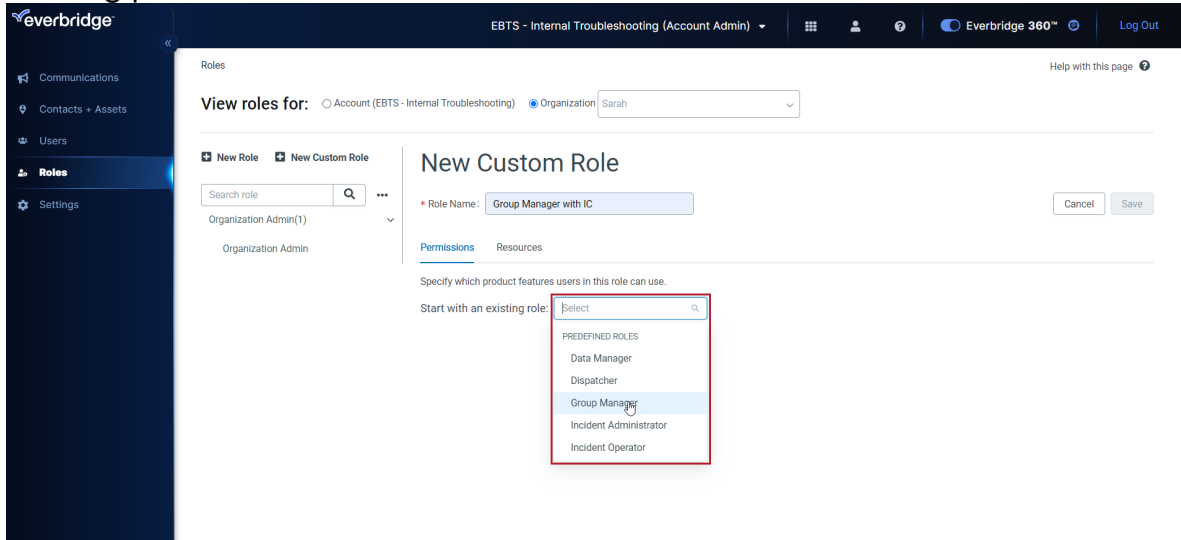 everbridge™
EBTS - Internal Troubleshooting (Account Admin)
Everbridge 360™
Log Out
«
Communications
Contacts + Assets
Users
Roles
Settings
Roles
Help with this page
View roles for: Account (EBTS - Internal Troubleshooting) Organization Sarah
New Role New Custom Role
Search role
•••
Organization Admin(1)
Organization Admin
New Custom Role
* Role Name: Group Manager with IC
Cancel Save
Permissions Resources
Specify which product features users in this role can use.
Start with an existing role: Select
PREDEFINED ROLES
Data Manager
Dispatcher
Group Manager
Incident Administrator
Incident Operator